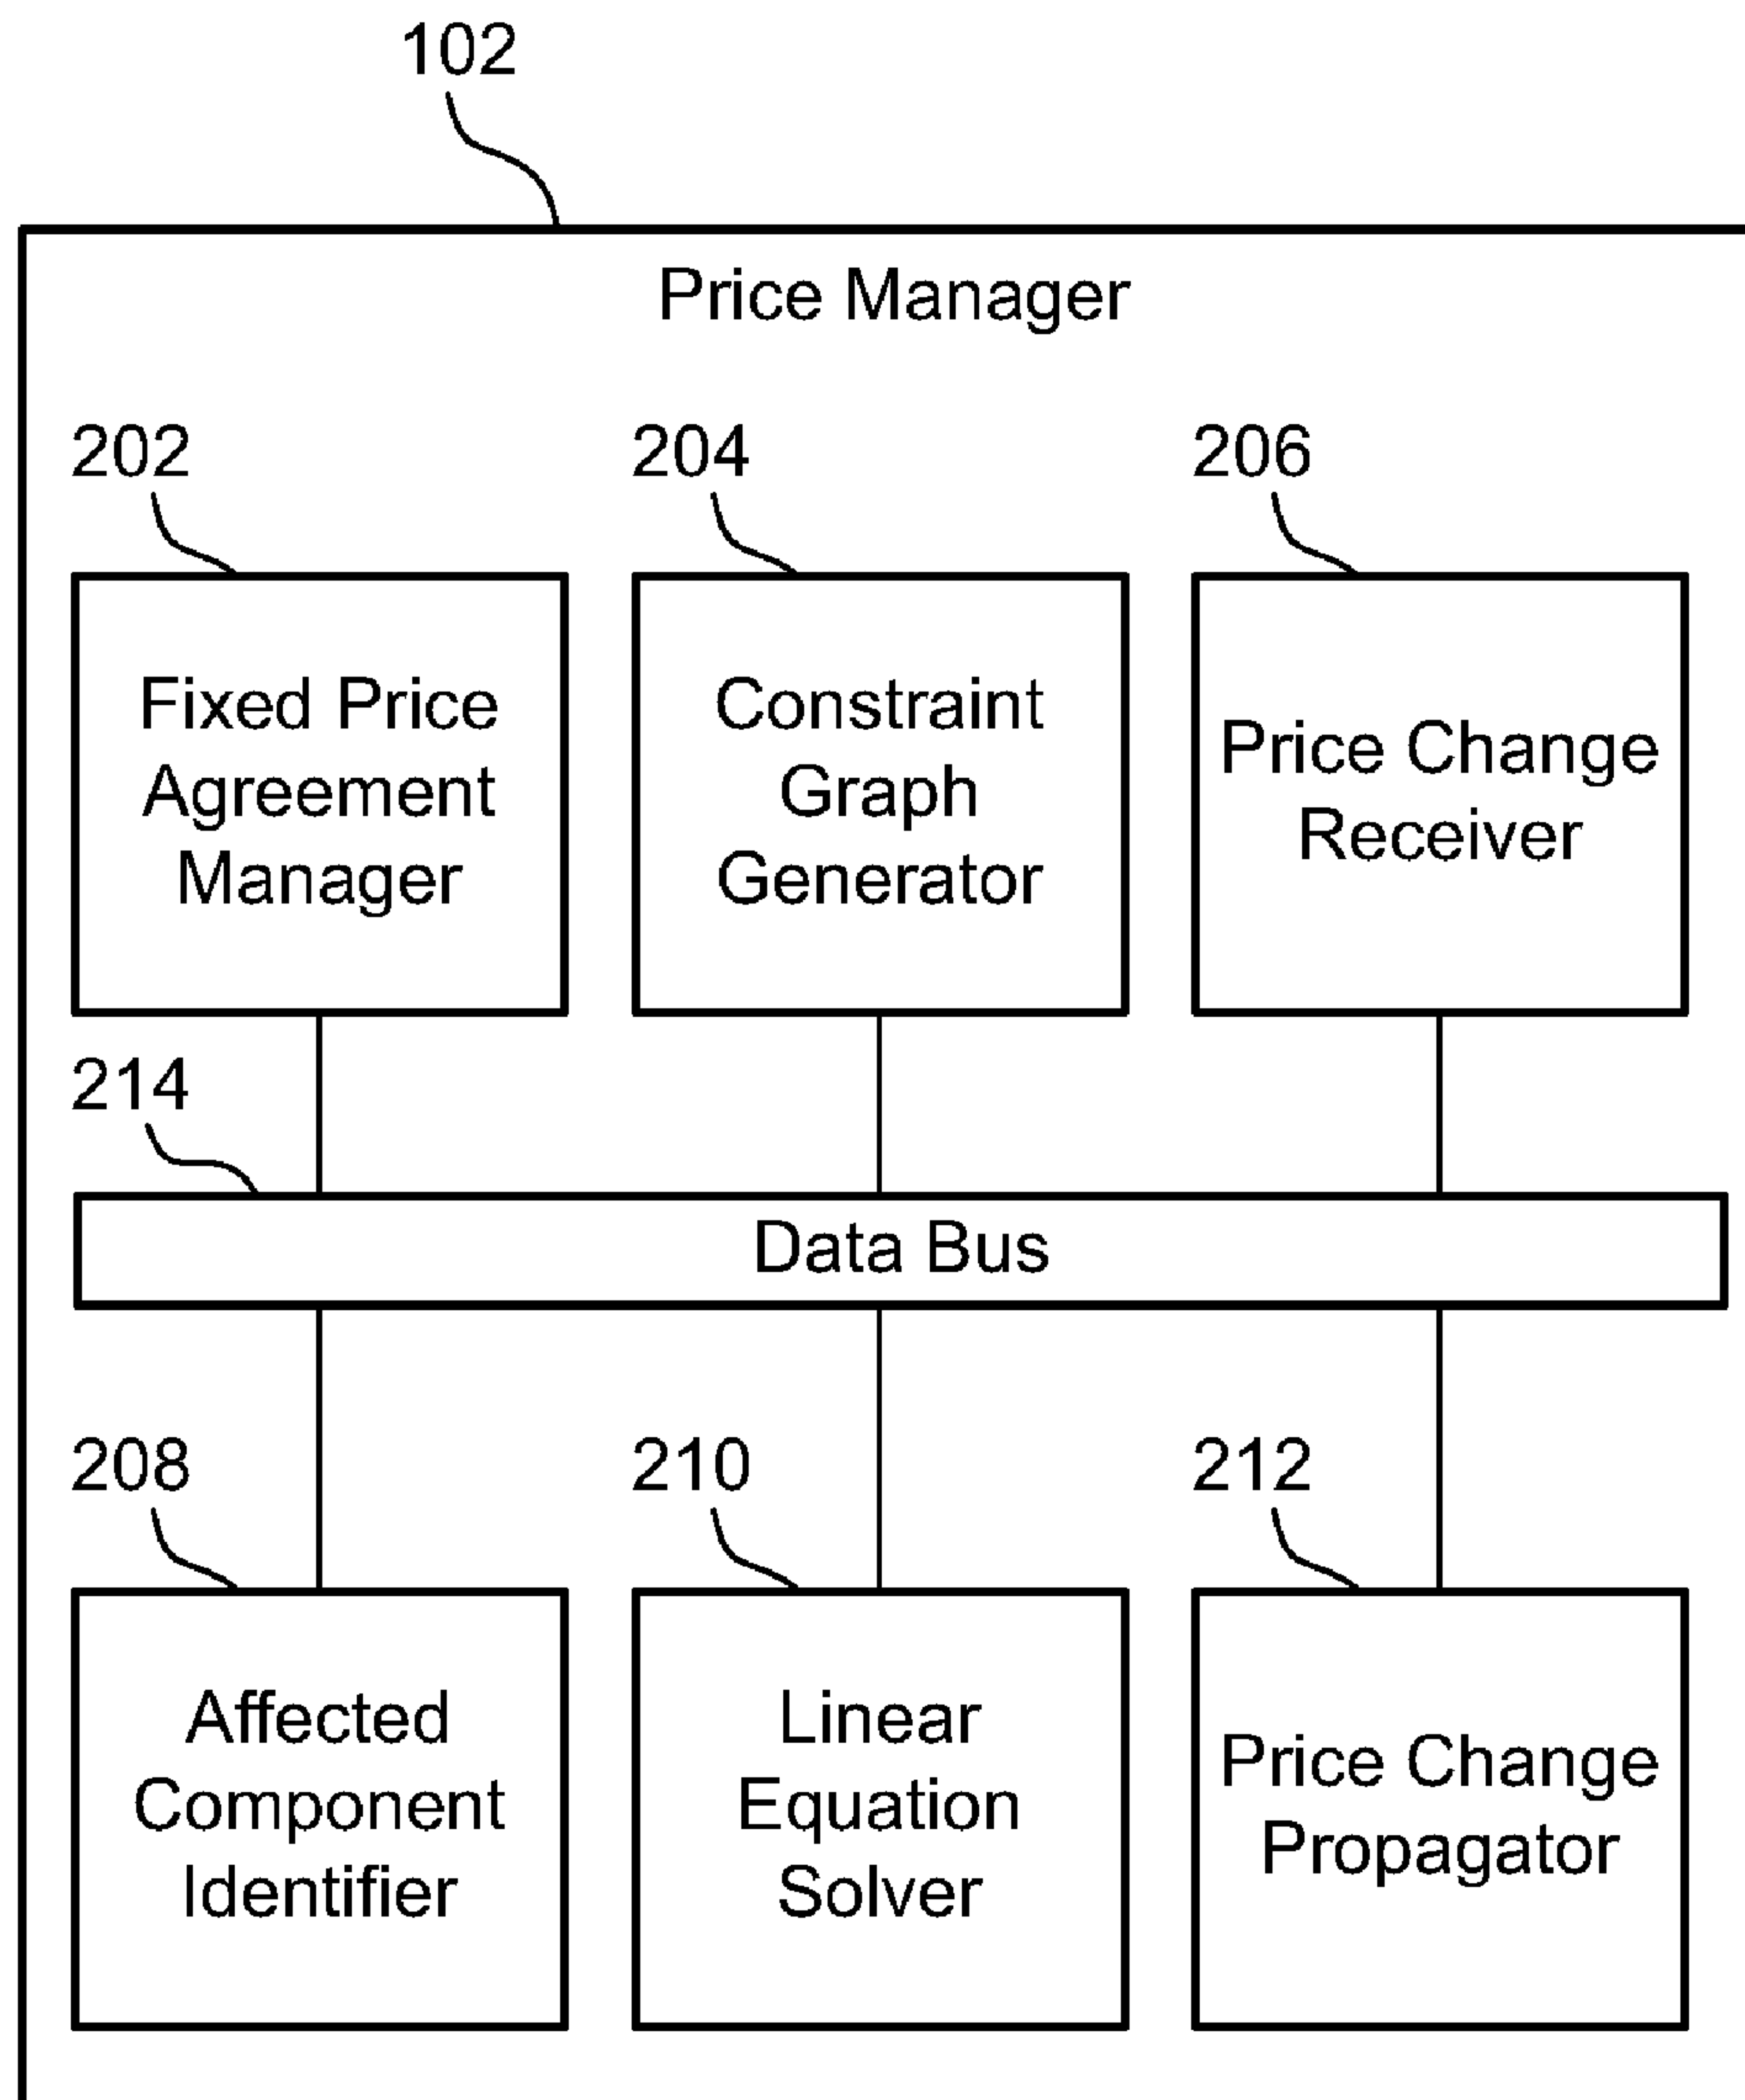 102
Price Manager
202
204
206
Fixed Price
Agreement
Manager
Constraint
Graph
Generator
Price Change
Receiver
214
Data Bus
208
210
212
Affected
Component
Identifier
Linear
Equation
Solver
Price Change
Propagator